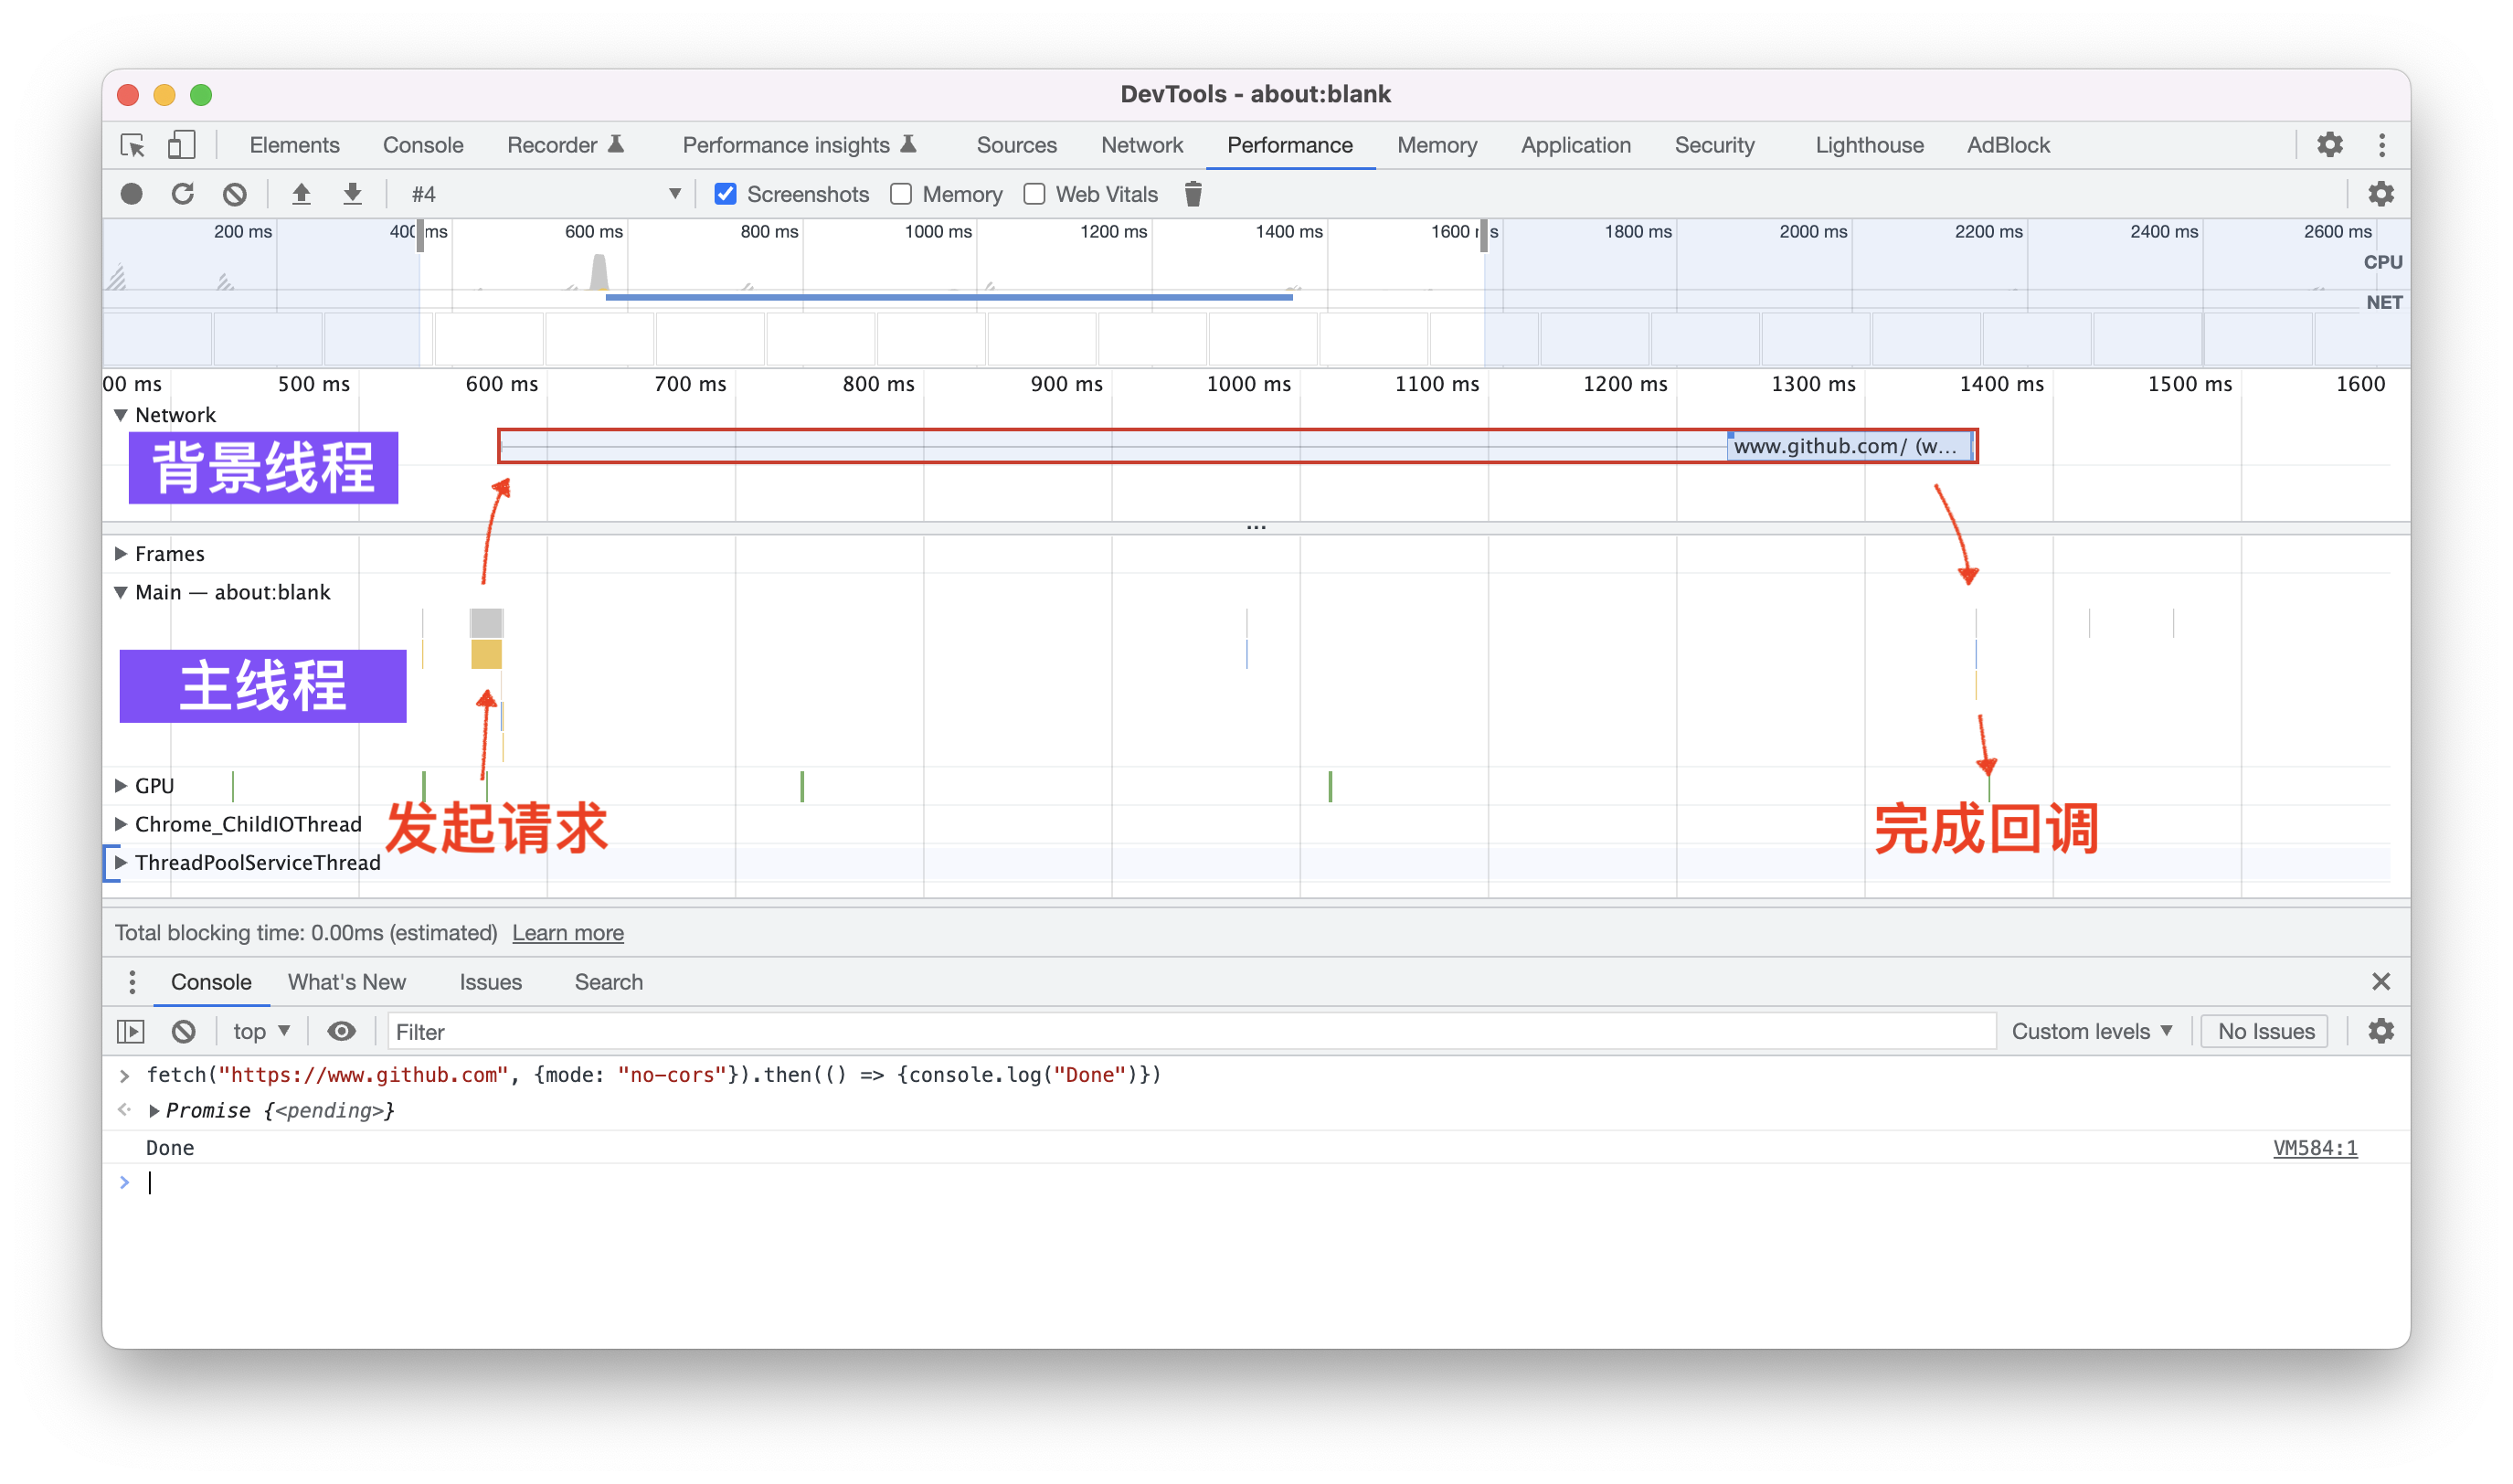 DevTools - about:blank
Elements Console Recorder Performance insights Sources Network Performance Memory Application Security Lighthouse AdBlock
#4 Screenshots Memory Web Vitals
200 ms 400 ms 600 ms 800 ms 1000 ms 1200 ms 1400 ms 1600 ms 1800 ms 2000 ms 2200 ms 2400 ms 2600 ms
CPU
NET
00 ms 500 ms 600 ms 700 ms 800 ms 900 ms 1000 ms 1100 ms 1200 ms 1300 ms 1400 ms 1500 ms 1600
Network
www.github.com/ (w...
背景线程
...
Frames
Main — about:blank
主线程
GPU
Chrome_ChildIOThread
发起请求
完成回调
ThreadPoolServiceThread
Total blocking time: 0.00ms (estimated) Learn more
Console What's New Issues Search
top Filter Custom levels No Issues
fetch("https://www.github.com", {mode: "no-cors"}).then(() => {console.log("Done")})
Promise {<pending>}
Done VM584:1